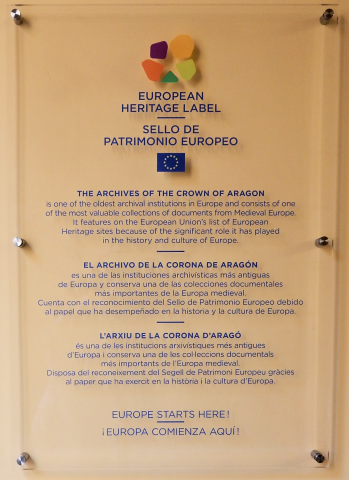 EUROPEAN
HERITAGE LABEL
SELLO DE
PATRIMONIO EUROPEO
THE ARCHIVES OF THE CROWN OF ARAGON
is one of the oldest archival institutions in Europe and consists of one
of the most valuable collections of documents from Medieval Europe.
It features on the European Union's list of European
Heritage sites because of the significant role it has played
in the history and culture of Europe.
EL ARCHIVO DE LA CORONA DE ARAGÓN
es una de las instituciones archivísticas más antiguas
de Europa y conserva una de las colecciones documentales
más importantes de la Europa medieval.
Cuenta con el reconocimiento del Sello de Patrimonio Europeo debido
al papel que ha desempeñado en la historia y la cultura de Europa.
L'ARXIU DE LA CORONA D'ARAGÓ
és una de les institucions arxivístiques més antigues
d'Europa i conserva una de les col·leccions documentals
més importants de l'Europa medieval.
Disposa del reconeixement del Segell de Patrimoni Europeu gràcies
al paper que ha exercit en la història i la cultura d'Europa.
EUROPE STARTS HERE!
¡EUROPA COMIENZA AQUÍ!